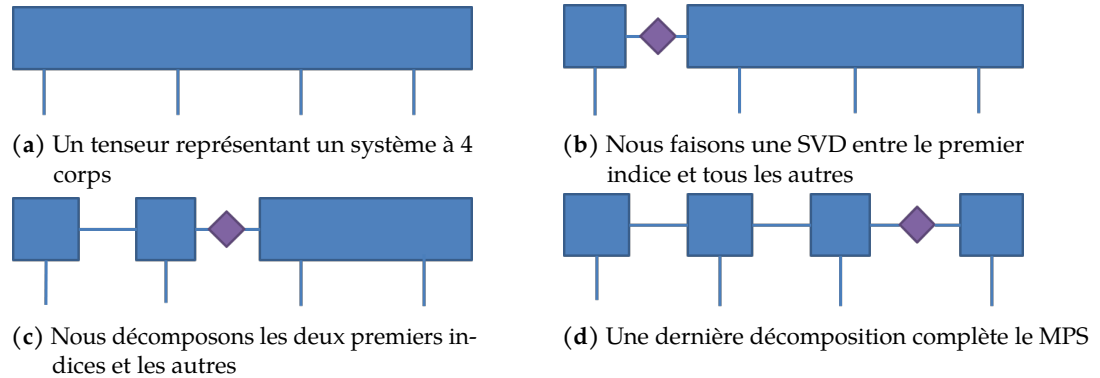 (a) Un tenseur représentant un système à 4
corps
(b) Nous faisons une SVD entre le premier
indice et tous les autres
(c) Nous décomposons les deux premiers in-
dices et les autres
(d) Une dernière décomposition complète le MPS